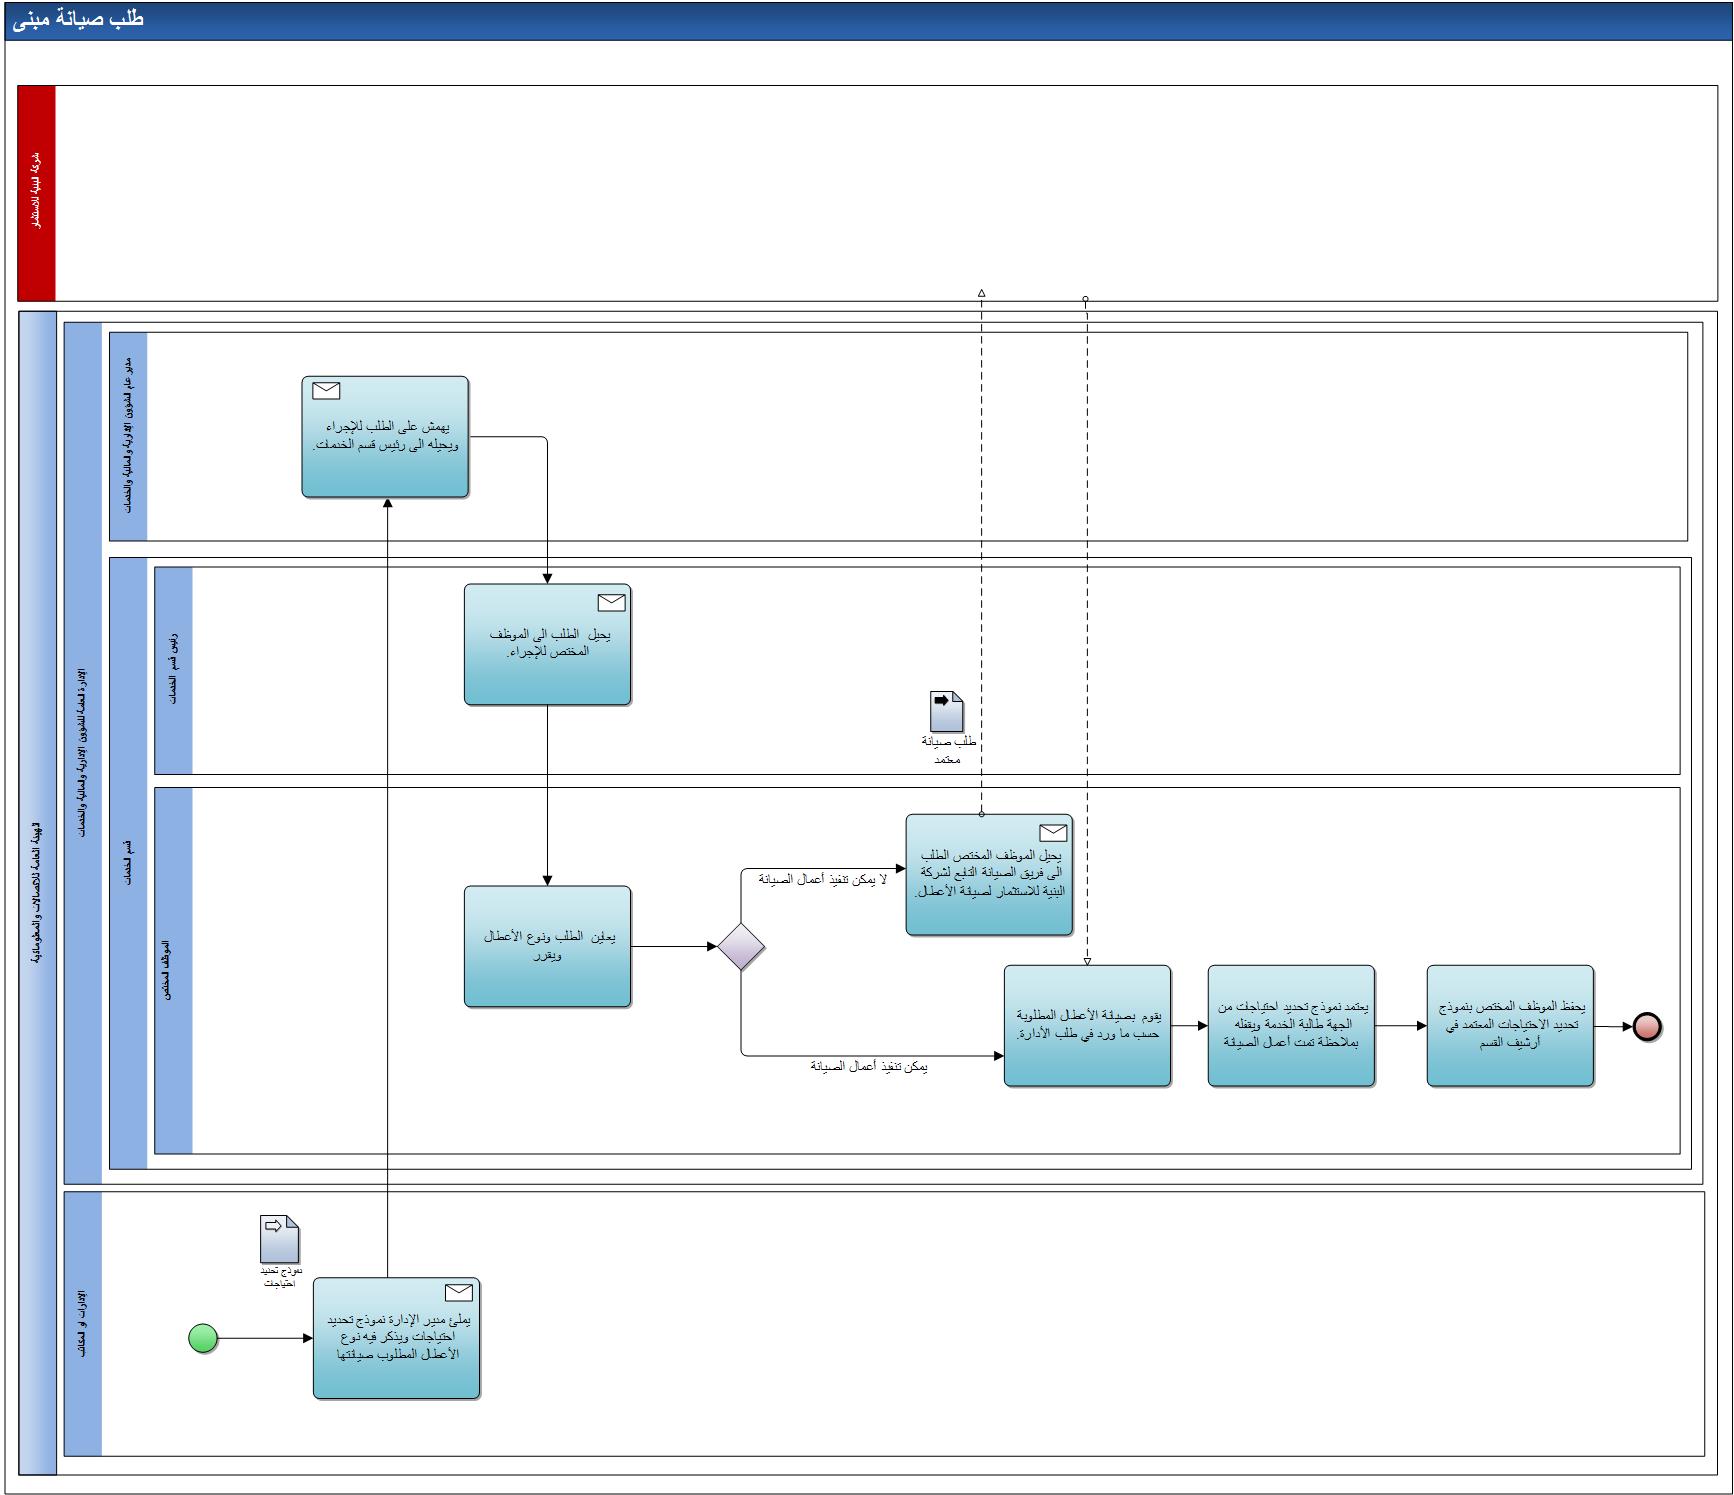 طلب صيانة مبنى
شركة البنية للاستثمار
الهيئة العامة للاتصالات والمعلوماتية
الإدارة العامة للشؤون الإدارية والمالية والخدمات
مدير عام الشؤون الإدارية والمالية والخدمات
يهمش على الطلب للإجراء
ويحيله الى رئيس قسم الخدمات.
قسم الخدمات
رئيس قسم الخدمات
يحيل الطلب الى الموظف
المختص للإجراء.
طلب صيانة
معتمد
الموظف المختص
يعاين الطلب ونوع الأعطال
ويقرر
لا يمكن تنفيذ أعمال الصيانة
يحيل الموظف المختص الطلب
الى فريق الصيانة التابع لشركة
البنية للاستثمار لصيانة الأعطال.
يمكن تنفيذ أعمال الصيانة
يقوم بصيانة الأعطال المطلوبة
حسب ما ورد في طلب الأدارة.
يعتمد نموذج تحديد احتياجات من
الجهة طالبة الخدمة ويقفله
بملاحظة تمت أعمال الصيانة
يحفظ الموظف المختص بنموذج
تحديد الاحتياجات المعتمد في
أرشيف القسم
الإدارات او المكاتب
نموذج تحديد
احتياجات
يملئ مدير الإدارة نموذج تحديد
احتياجات ويذكر فيه نوع
الأعطال المطلوب صيانتها